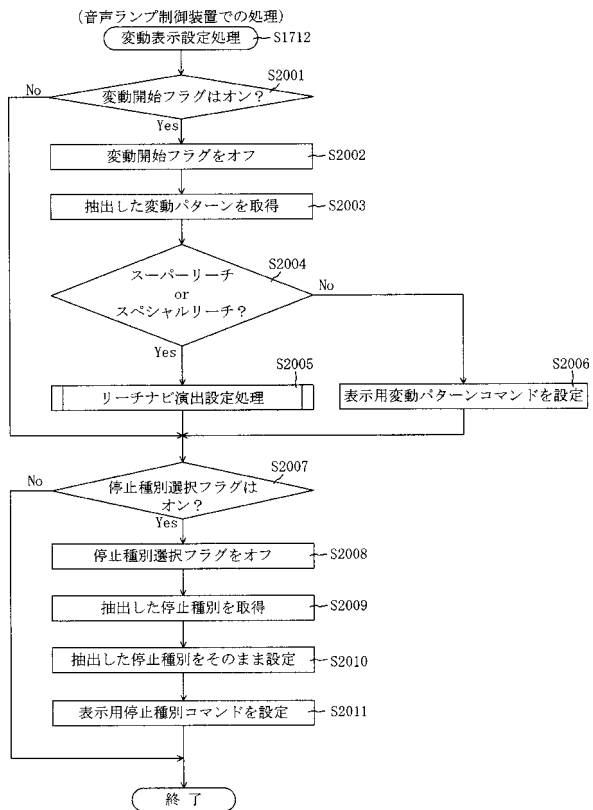 (音声ランプ制御装置での処理)
変動表示設定処理
S1712
S2001
変動開始フラグはオン?
No
Yes
変動開始フラグをオフ
S2002
抽出した変動パターンを取得
S2003
S2004
スーパーリーチ
or
スペシャルリーチ?
No
Yes
S2005
リーチナビ演出設定処理
S2006
表示用変動パターンコマンドを設定
S2007
停止種別選択フラグは
オン?
No
Yes
停止種別選択フラグをオフ
S2008
抽出した停止種別を取得
S2009
抽出した停止種別をそのまま設定
S2010
表示用停止種別コマンドを設定
S2011
終了